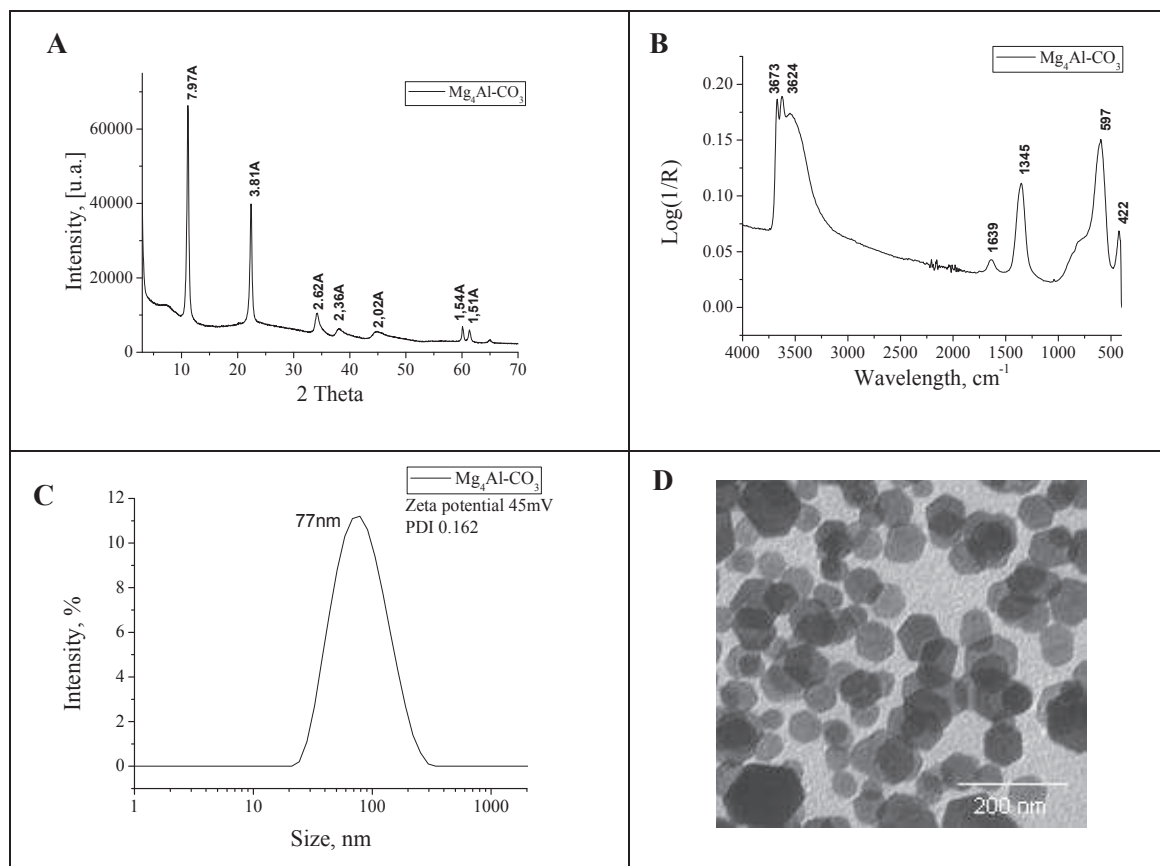 A
Mg₄Al-CO₃
7.97A
3.81A
2.62A
2,36A
2,02A
1,54A
1,51A
60000
40000
20000
0
Intensity, [u.a.]
10 20 30 40 50 60 70
2 Theta
B
Mg₄Al-CO₃
3673
3624
1639
1345
597
422
0.20
0.15
0.10
0.05
0.00
Log(1/R)
4000 3500 3000 2500 2000 1500 1000 500
Wavelength, cm⁻¹
C
Mg₄Al-CO₃
Zeta potential 45mV
PDI 0.162
77nm
12
10
8
6
4
2
0
Intensity, %
1 10 100 1000
Size, nm
D
200 nm